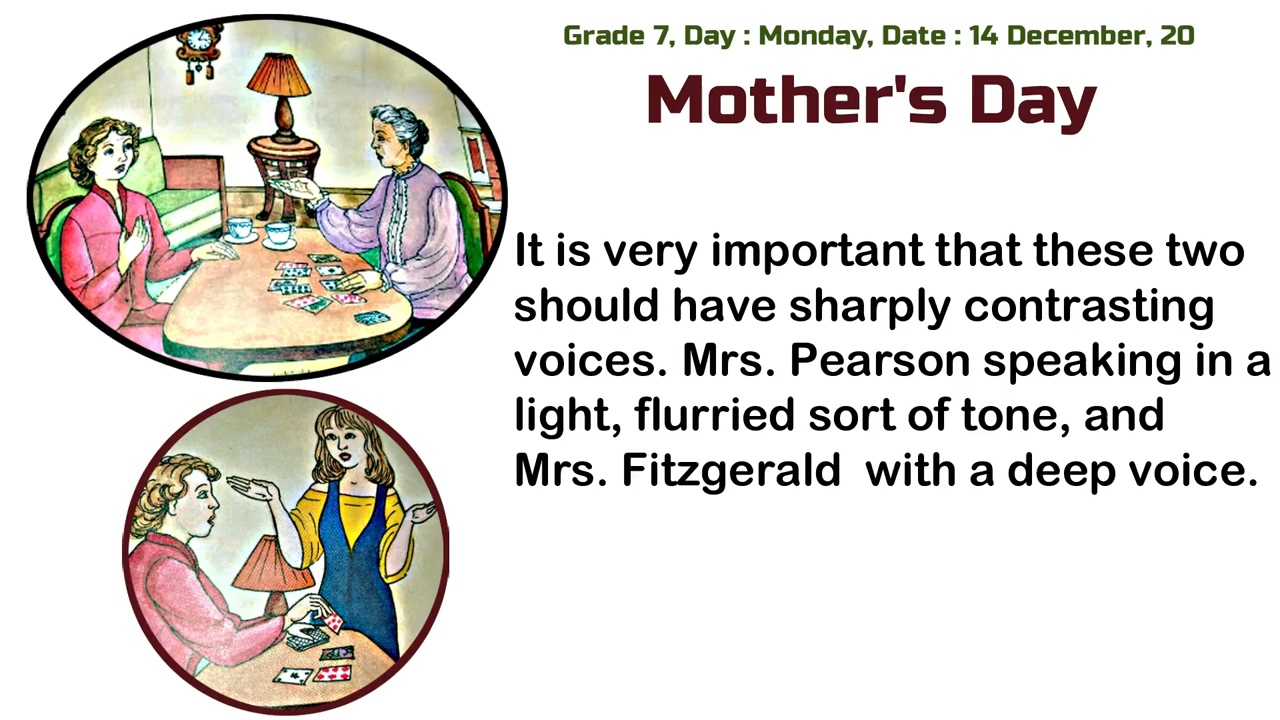 Grade 7, Day : Monday, Date : 14 December, 20
Mother's Day
It is very important that these two
should have sharply contrasting
voices. Mrs. Pearson speaking in a
light, flurried sort of tone, and
Mrs. Fitzgerald with a deep voice.